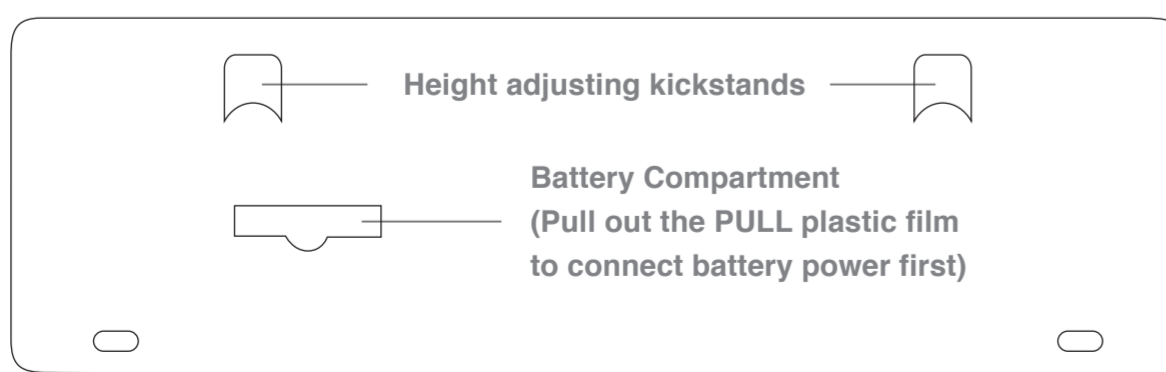 Height adjusting kickstands
Battery Compartment
(Pull out the PULL plastic film
to connect battery power first)